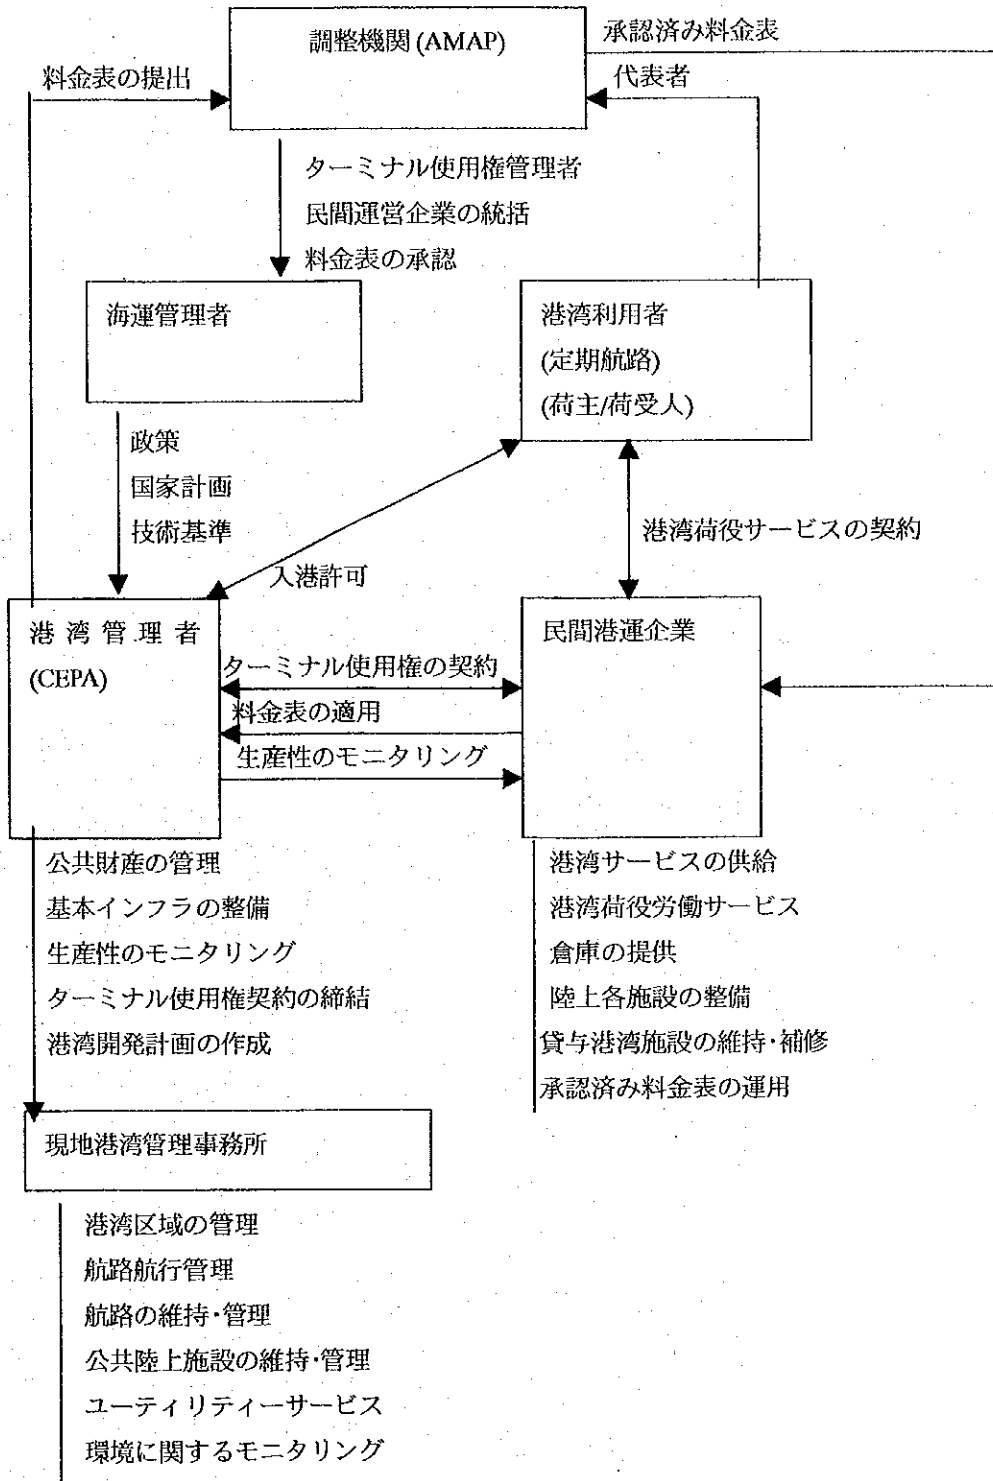 調整機関 (AMAP)
承認済み料金表
料金表の提出
代表者
ターミナル使用権管理者
民間運営企業の統括
料金表の承認
海運管理者
港湾利用者
(定期航路)
(荷主/荷受人)
政策
国家計画
技術基準
港湾荷役サービスの契約
入港許可
港湾管理者
(CEPA)
民間港運企業
ターミナル使用権の契約
料金表の適用
生産性のモニタリング
公共財産の管理
基本インフラの整備
生産性のモニタリング
ターミナル使用権契約の締結
港湾開発計画の作成
港湾サービスの供給
港湾荷役労働サービス
倉庫の提供
陸上各施設の整備
貸与港湾施設の維持・補修
承認済み料金表の運用
現地港湾管理事務所
港湾区域の管理
航路航行管理
航路の維持・管理
公共陸上施設の維持・管理
ユーティリティーサービス
環境に関するモニタリング